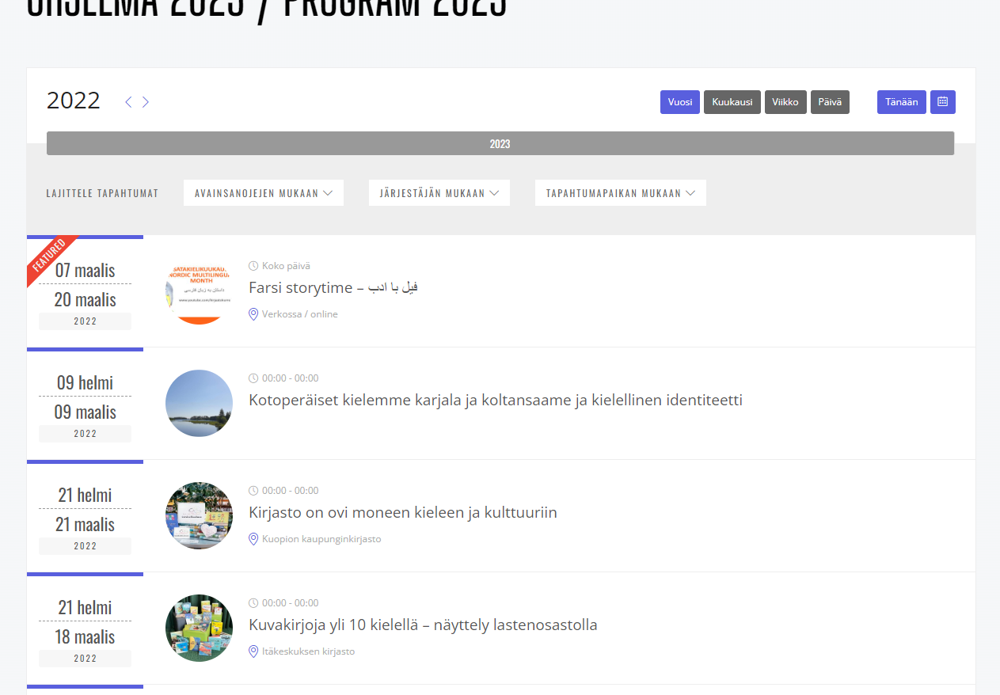 OHJELMA 2023 / PROGRAM 2023
2022
Vuosi Kuukausi Viikko Päivä Tänään
2023
LAJITTELE TAPAHTUMAT AVAINSANOJEJEN MUKAAN JÄRJESTÄJÄN MUKAAN TAPAHTUMAPAIKAN MUKAAN
FEATURED
07 maalis
20 maalis
2022
SATAKIELIKUUKAU
NORDIC MULTILINGU
MONTH
داستان به زبان فارسی
Koko päivä
Farsi storytime – فیل با ادب
Verkossa / online
09 helmi
09 maalis
2022
00:00 - 00:00
Kotoperäiset kielemme karjala ja koltansaame ja kielellinen identiteetti
21 helmi
21 maalis
2022
00:00 - 00:00
Kirjasto on ovi moneen kieleen ja kulttuuriin
Kuopion kaupunginkirjasto
21 helmi
18 maalis
2022
00:00 - 00:00
Kuvakirjoja yli 10 kielellä – näyttely lastenosastolla
Itäkeskuksen kirjasto